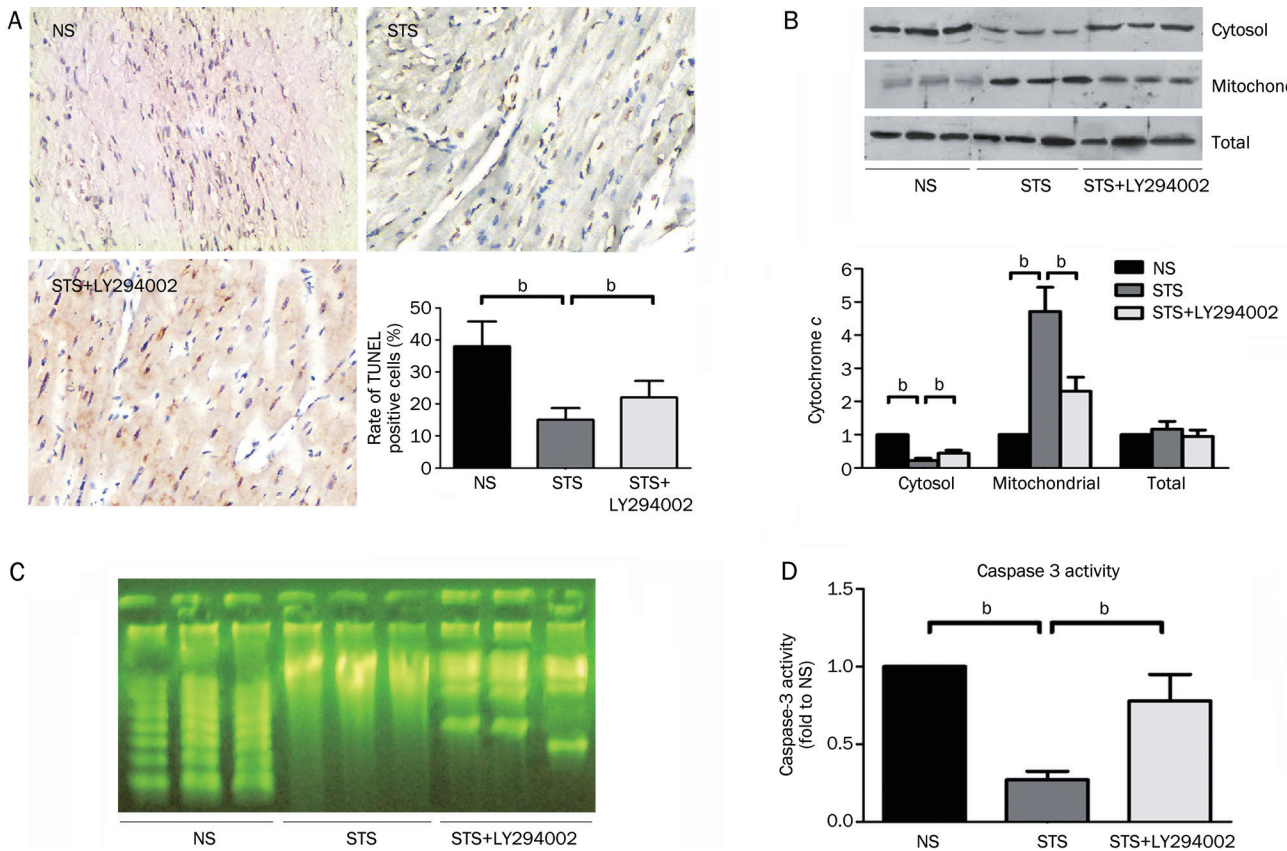 A
NS
STS
STS+LY294002
Rate of TUNEL
positive cells (%)
50
40
30
20
10
0
b
b
NS
STS
STS+
LY294002
B
Cytosol
Mitochon
Total
NS
STS
STS+LY294002
Cytochrome c
6
5
4
3
2
1
0
b
b
b
b
NS
STS
STS+LY294002
Cytosol
Mitochondrial
Total
C
NS
STS
STS+LY294002
D
Caspase 3 activity
Caspase-3 activity
(fold to NS)
1.5
1.0
0.5
0.0
b
b
NS
STS
STS+LY294002